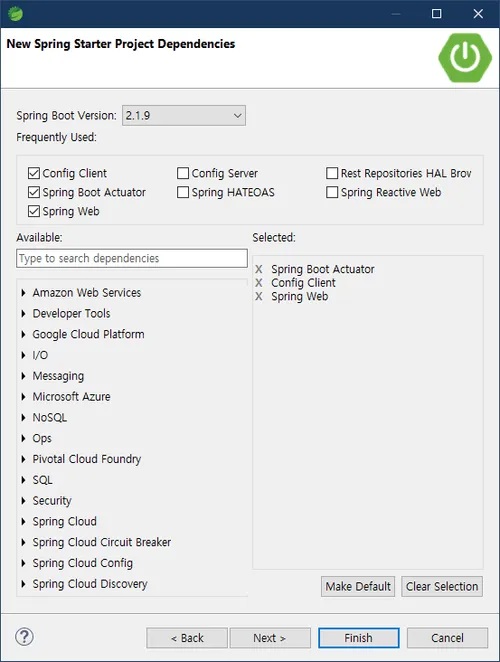 New Spring Starter Project Dependencies
Spring Boot Version: 2.1.9
Frequently Used:
Config Client Config Server Rest Repositories HAL Brov
Spring Boot Actuator Spring HATEOAS Spring Reactive Web
Spring Web
Available: Selected:
Type to search dependencies
X Spring Boot Actuator
X Config Client
X Spring Web
Amazon Web Services
Developer Tools
Google Cloud Platform
I/O
Messaging
Microsoft Azure
NoSQL
Ops
Pivotal Cloud Foundry
SQL
Security
Spring Cloud
Spring Cloud Circuit Breaker
Spring Cloud Config
Spring Cloud Discovery
Make Default Clear Selection
? < Back Next > Finish Cancel